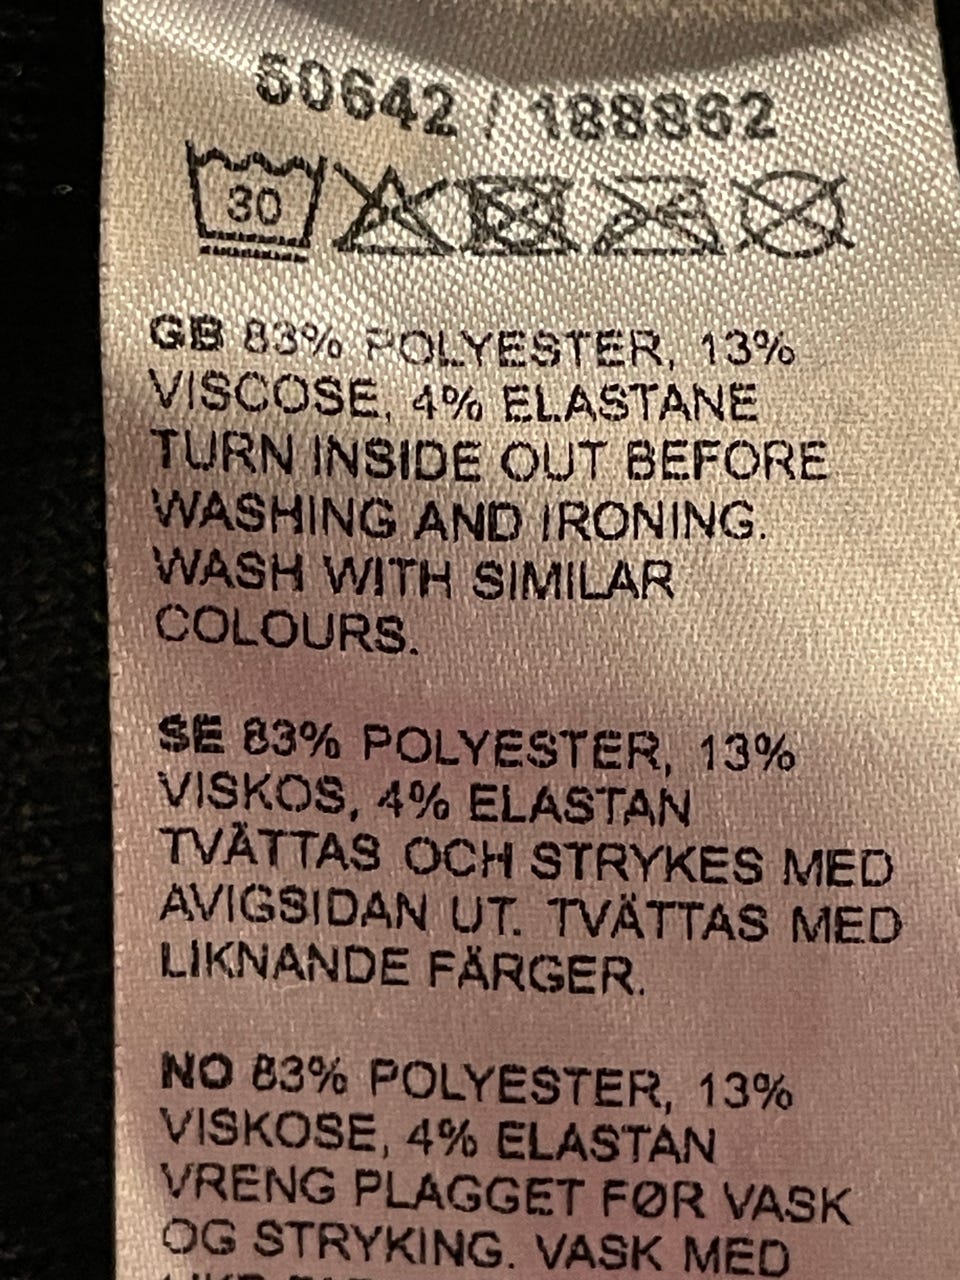 50642 / 188862
30
GB 83% POLYESTER, 13%
VISCOSE, 4% ELASTANE
TURN INSIDE OUT BEFORE
WASHING AND IRONING.
WASH WITH SIMILAR
COLOURS.
SE 83% POLYESTER, 13%
VISKOS, 4% ELASTAN
TVÄTTAS OCH STRYKES MED
AVIGSIDAN UT. TVÄTTAS MED
LIKNANDE FÄRGER.
NO 83% POLYESTER, 13%
VISKOSE, 4% ELASTAN
VRENG PLAGGET FØR VASK
OG STRYKING. VASK MED